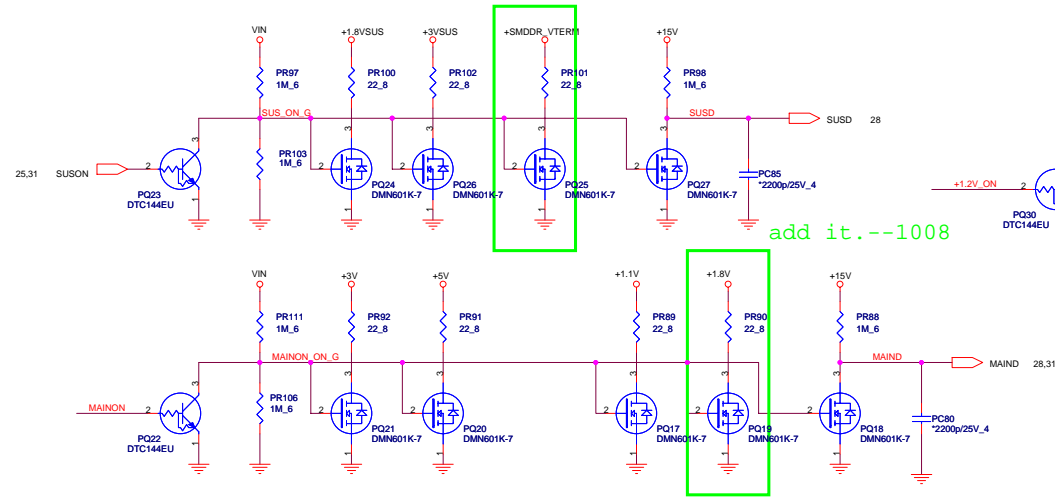 VIN +1.8VSUS +3VSUS +SMDDR_VTERM +15V
PR97 PR100 PR102 PR101 PR98
1M_6 22_8 22_8 22_8 1M_6
SUS_ON_G SUSD SUSD 28
3 3 3 3 3
PR103
1M_6
25,31 SUSON 2 2 2 2 2 PC85
*2200p/25V_4
+1.2V_ON 2
PQ23 PQ24 PQ26 PQ25 PQ27 PQ30
DTC144EU DMN601K-7 DMN601K-7 DMN601K-7 DMN601K-7 DTC144EU
1 1 1 1 1
add it.--1008
VIN +3V +5V +1.1V +1.8V +15V
PR111 PR92 PR91 PR89 PR90 PR88
1M_6 22_8 22_8 22_8 22_8 1M_6
MAINON_ON_G MAIND MAIND 28,31
3 3 3 3 3 3
PR106
1M_6
MAINON 2 2 2 2 2 2 PC80
*2200p/25V_4
PQ22 PQ21 PQ20 PQ17 PQ19 PQ18
DTC144EU DMN601K-7 DMN601K-7 DMN601K-7 DMN601K-7 DMN601K-7
1 1 1 1 1 1